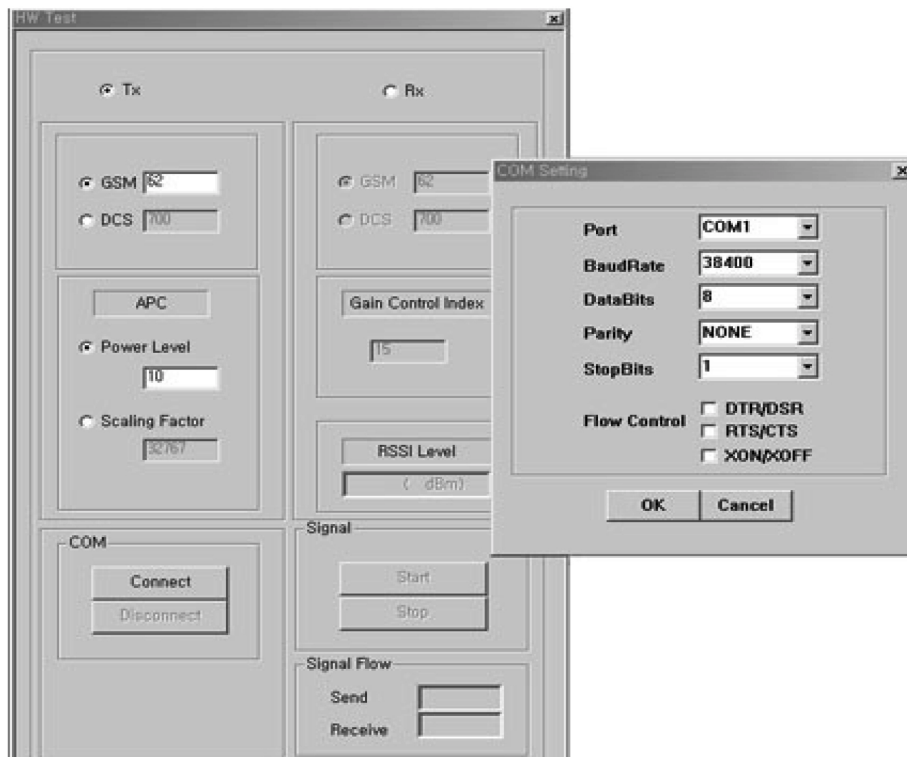 HW Test
Tx
Rx
GSM 62
DCS 700
APC
Power Level
10
Scaling Factor
32767
COM
Connect
Disconnect
GSM 62
DCS 700
Gain Control Index
15
RSSI Level
( dBm)
Signal
Start
Stop
Signal Flow
Send
Receive
COM Setting
Port COM1
BaudRate 38400
DataBits 8
Parity NONE
StopBits 1
Flow Control
DTR/DSR
RTS/CTS
XON/XOFF
OK Cancel